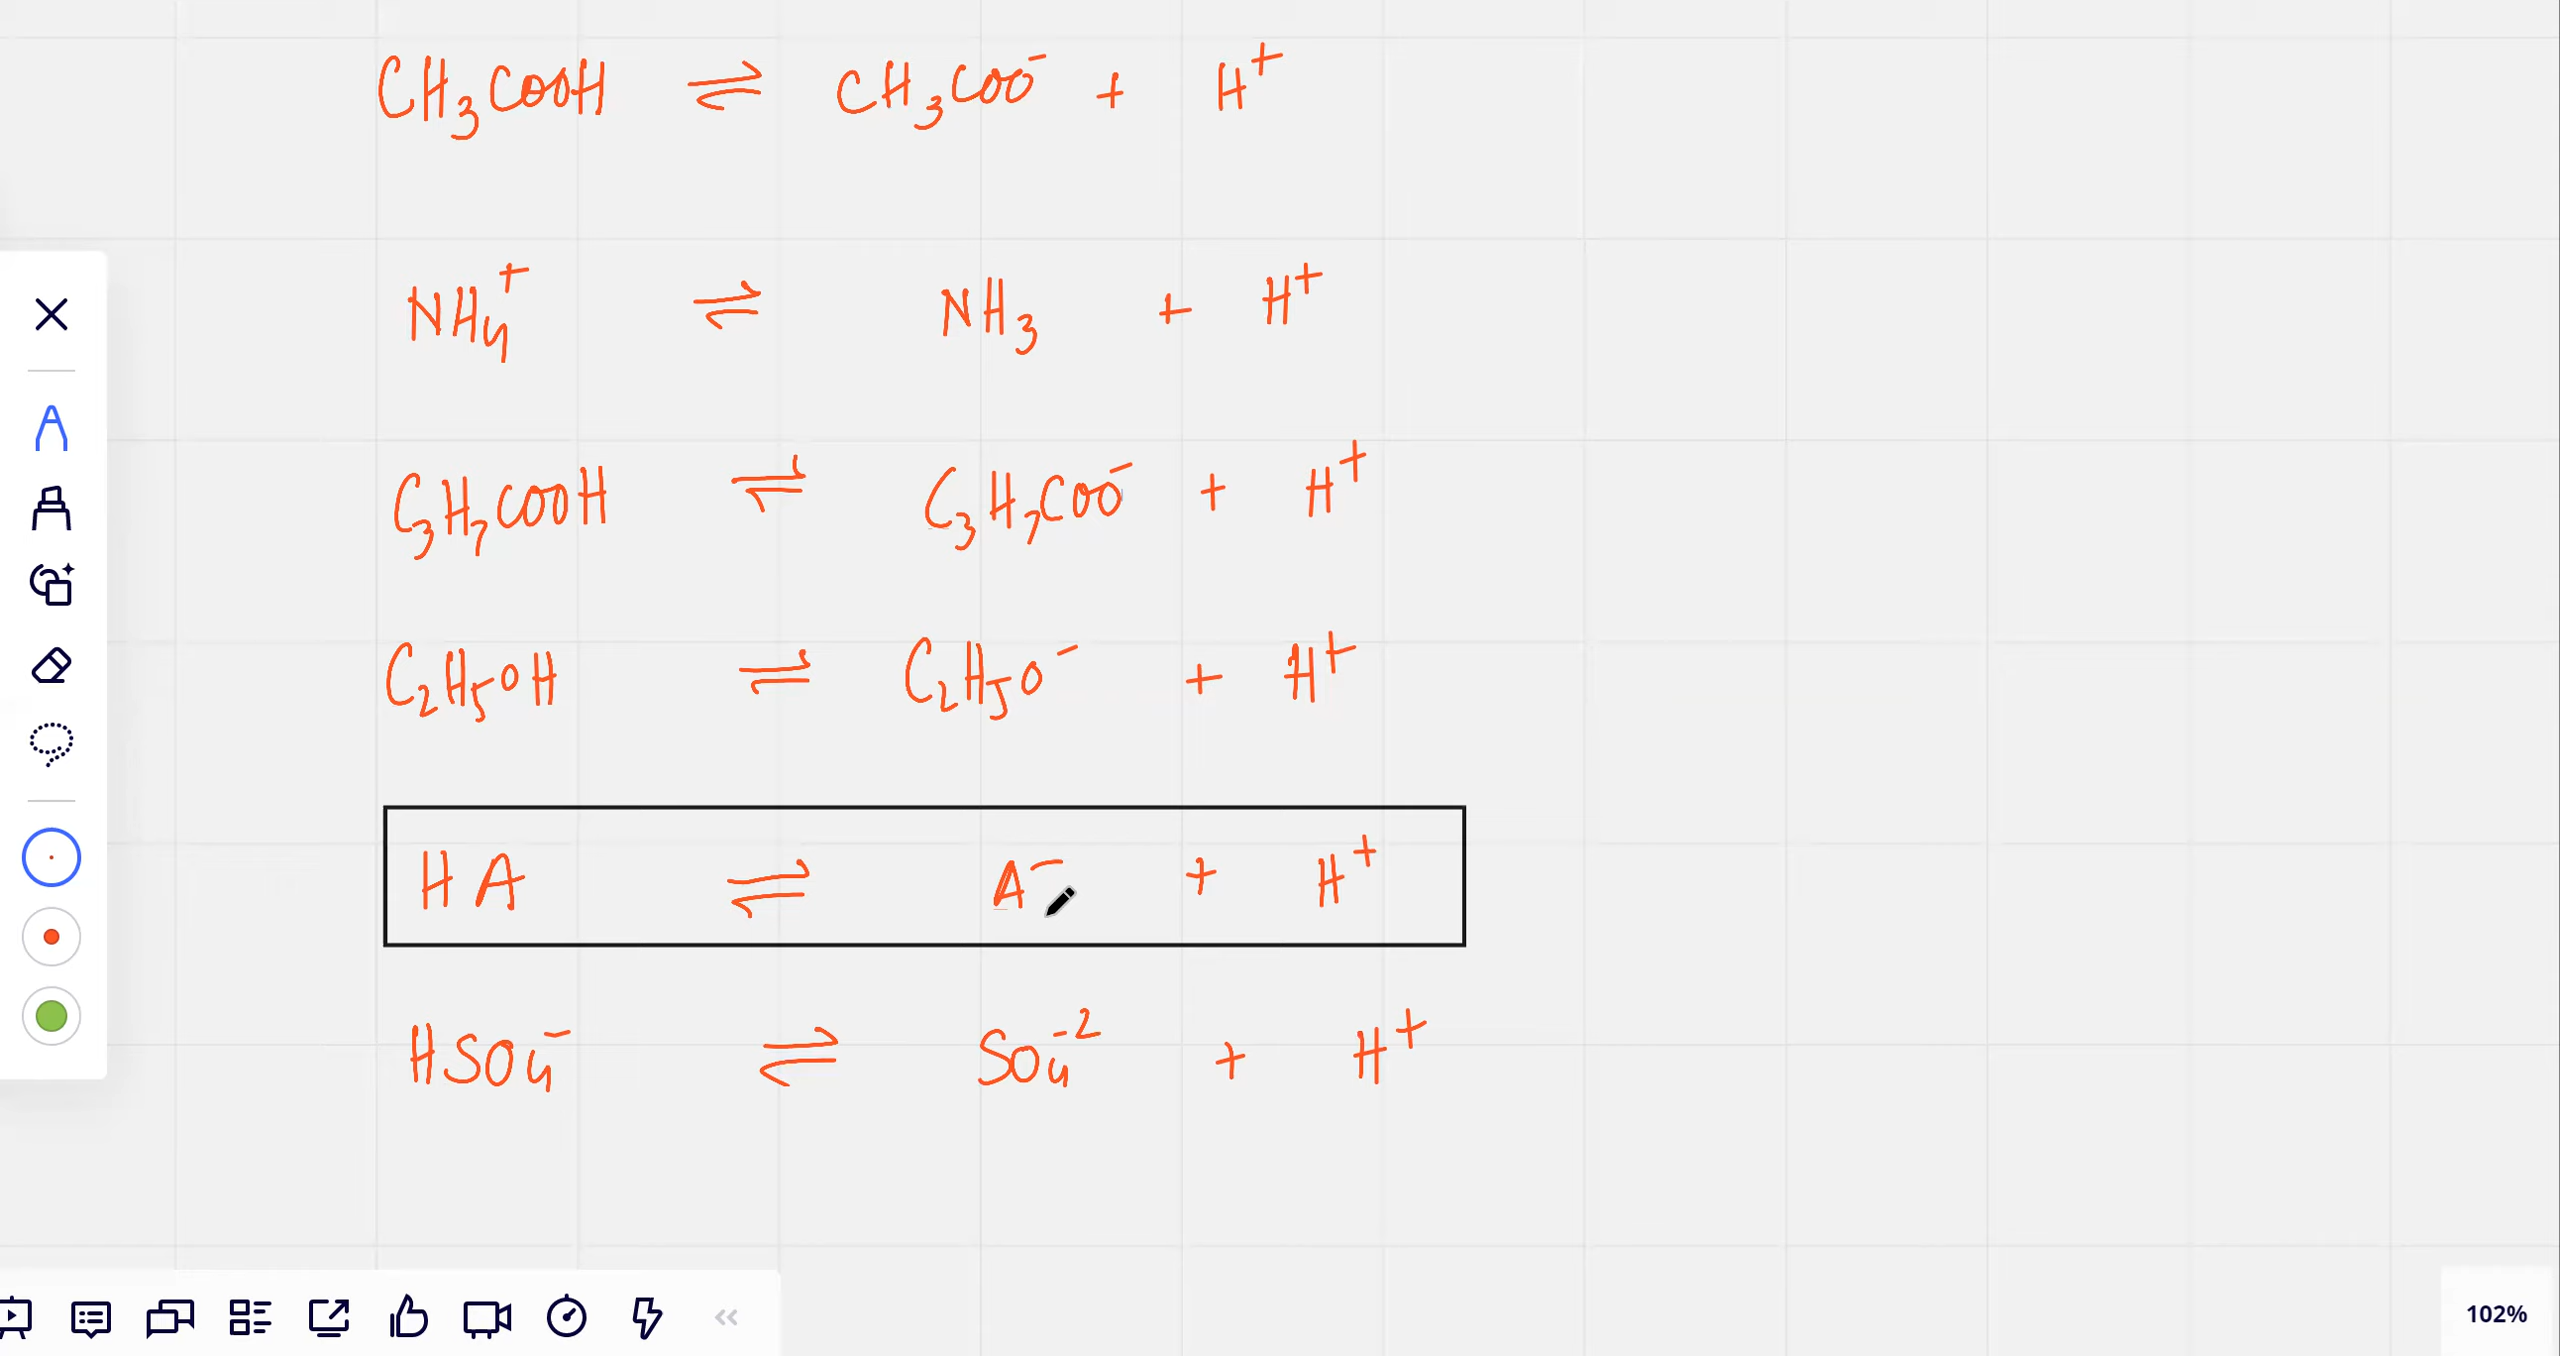 CH₃COOH ⇌ CH₃COO⁻ + H⁺
NH₄⁺ ⇌ NH₃ + H⁺
C₃H₇COOH ⇌ C₃H₇COO⁻ + H⁺
C₂H₅OH ⇌ C₂H₅O⁻ + H⁺
HA ⇌ A⁻ + H⁺
HSO₄⁻ ⇌ SO₄⁻² + H⁺
102%